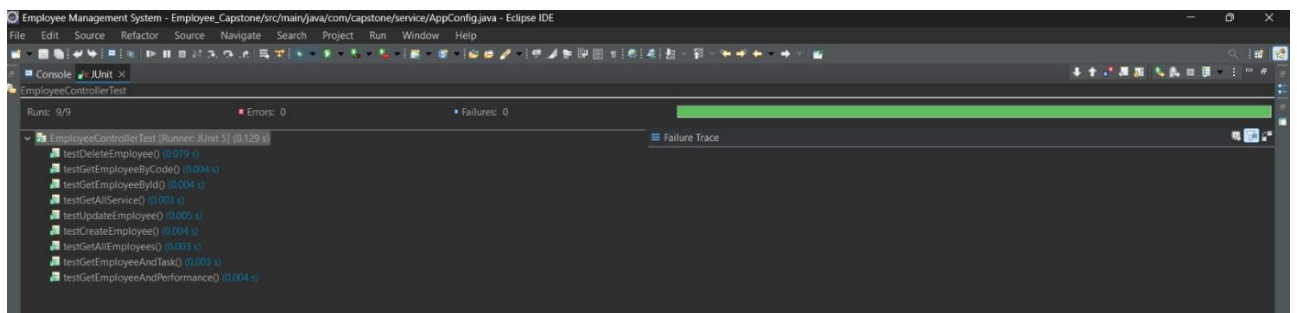 Employee Management System - Employee_Capstone/src/main/java/com/capstone/service/AppConfig.java - Eclipse IDE
File Edit Source Refactor Source Navigate Search Project Run Window Help
Console JUnit
EmployeeControllerTest
Runs: 9/9 Errors: 0 Failures: 0
EmployeeControllerTest [Runner: JUnit 5] (0.129 s) Failure Trace
testDeleteEmployee() (0.079 s)
testGetEmployeeByCode() (0.004 s)
testGetEmployeeById() (0.004 s)
testGetAllService() (0.003 s)
testUpdateEmployee() (0.005 s)
testCreateEmployee() (0.004 s)
testGetAllEmployees() (0.003 s)
testGetEmployeeAndTask() (0.003 s)
testGetEmployeeAndPerformance() (0.004 s)